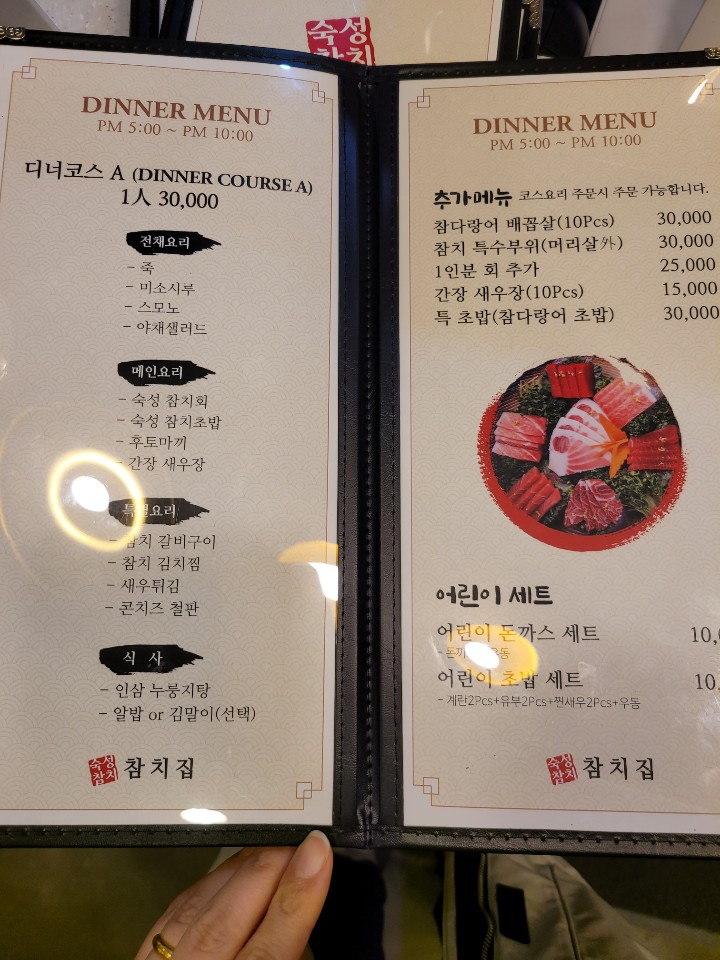 숙성
참치
DINNER MENU
PM 5:00 ~ PM 10:00
디너코스 A (DINNER COURSE A)
1人 30,000
전채요리
- 죽
- 미소시루
- 스모노
- 야채샐러드
메인요리
- 숙성 참치회
- 숙성 참치초밥
- 후토마끼
- 간장 새우장
특별요리
- 참치 갈비구이
- 참치 김치찜
- 새우튀김
- 콘치즈 철판
식 사
- 인삼 누룽지탕
- 알밥 or 김말이(선택)
숙성
참치 참치집
DINNER MENU
PM 5:00 ~ PM 10:00
추가메뉴 코스요리 주문시 주문 가능합니다.
참다랑어 배꼽살(10Pcs) 30,000
참치 특수부위(머리살外) 30,000
1인분 회 추가 25,000
간장 새우장(10Pcs) 15,000
특 초밥(참다랑어 초밥) 30,000
어린이 세트
어린이 돈까스 세트
어린이 초밥 세트
- 계란2Pcs+유부2Pcs+찐새우2Pcs+우동
숙성
참치 참치집